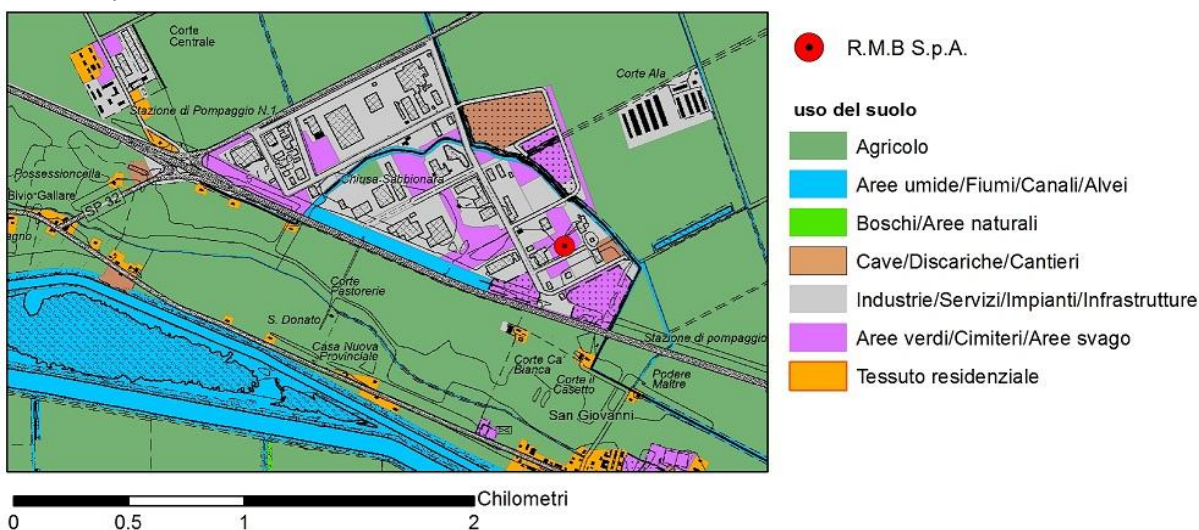 Corte
Centrale
Stazione di Pompaggio N.1
Corte Ala
Possessioncella
Chiusa Sabbionara
Bivio Gallare
SP 32
Corte
Pastorerie
S. Donato
Casa Nuova
Provinciale
Stazione di pompaggio
Corte Ca'
Bianca
Corte il
Casetto
Podere
Maltre
San Giovanni
R.M.B S.p.A.
uso del suolo
Agricolo
Aree umide/Fiumi/Canali/Alvei
Boschi/Aree naturali
Cave/Discariche/Cantieri
Industrie/Servizi/Impianti/Infrastrutture
Aree verdi/Cimiteri/Aree svago
Tessuto residenziale
Chilometri
0 0.5 1 2